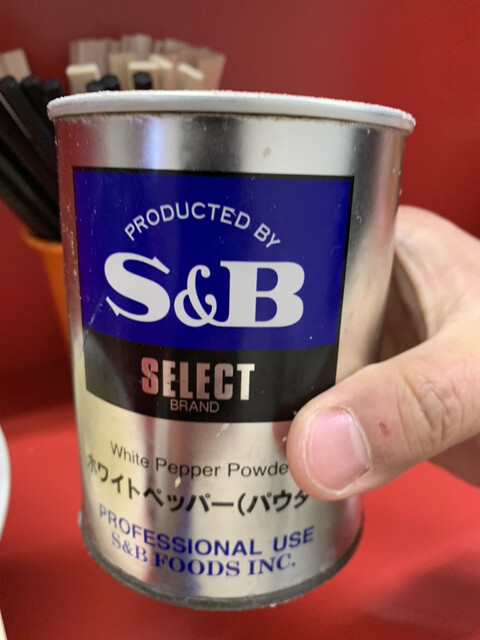 PRODUCTED BY
S&B
SELECT
BRAND
White Pepper Powde
ホワイトペッパー(パウダ
PROFESSIONAL USE
S&B FOODS INC.